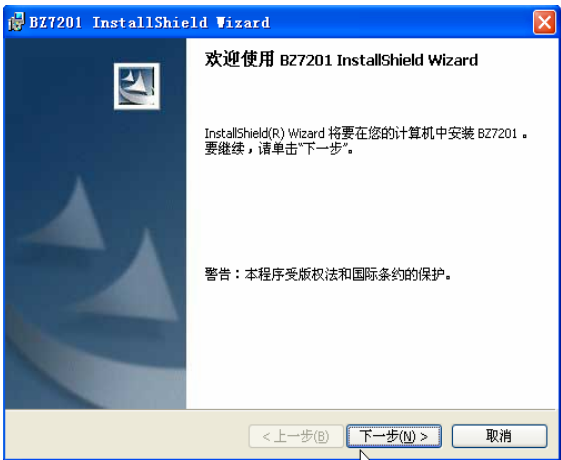 BZ7201 InstallShield Wizard
欢迎使用 BZ7201 InstallShield Wizard
InstallShield(R) Wizard 将要在您的计算机中安装 BZ7201 。
要继续，请单击“下一步”。
警告：本程序受版权法和国际条约的保护。
<上一步(B) 下一步(N) > 取消